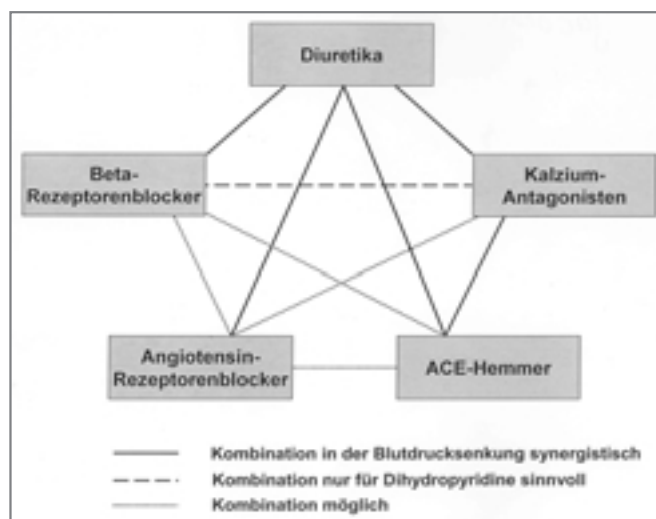 Diuretika
Beta-
Rezeptorenblocker
Kalzium-
Antagonisten
Angiotensin-
Rezeptorenblocker
ACE-Hemmer
Kombination in der Blutdrucksenkung synergistisch
Kombination nur für Dihydropyridine sinnvoll
Kombination möglich